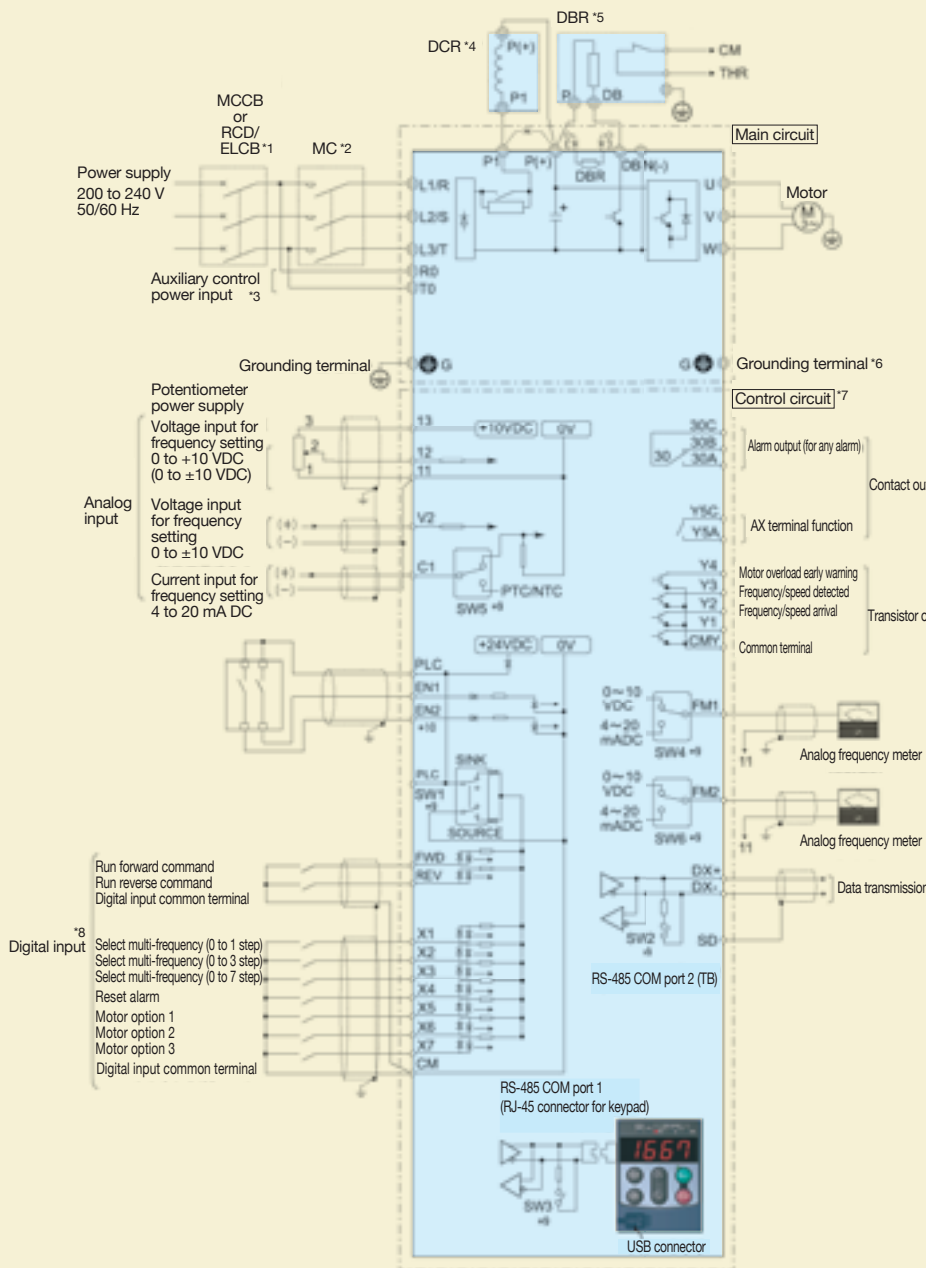 DBR *5
DCR *4
P(+)
P1
CM
THR
P
DB
MCCB
or
RCD/
ELCB *1
MC *2
Main circuit
P1
P(+)
DBR
DB
N(-)
Power supply
200 to 240 V
50/60 Hz
L1/R
L2/S
L3/T
R0
T0
U
V
W
Motor
M
Auxiliary control
power input *3
Grounding terminal
G
G
Grounding terminal *6
Control circuit *7
Potentiometer
power supply
Voltage input for
frequency setting
0 to +10 VDC
(0 to ±10 VDC)
3
2
1
13
12
11
+10VDC
0V
Analog
input
Voltage input
for frequency
setting
0 to ±10 VDC
(+)
(−)
V2
Current input for
frequency setting
4 to 20 mA DC
(+)
(−)
C1
PTC/NTC
SW5 *9
30C
30B
30A
30
Alarm output (for any alarm)
Contact ou
Y5C
Y5A
AX terminal function
Y4
Y3
Y2
Y1
CMY
Motor overload early warning
Frequency/speed detected
Frequency/speed arrival
Common terminal
Transistor o
+24VDC
0V
PLC
EN1
EN2
*10
PLC
SW1
*9
SINK
SOURCE
0~10
VDC
4~20
mADC
SW4 *9
FM1
11
Analog frequency meter
0~10
VDC
4~20
mADC
SW6 *9
FM2
11
Analog frequency meter
*8
Digital input
Run forward command
Run reverse command
Digital input common terminal
FWD
REV
Select multi-frequency (0 to 1 step)
Select multi-frequency (0 to 3 step)
Select multi-frequency (0 to 7 step)
Reset alarm
Motor option 1
Motor option 2
Motor option 3
Digital input common terminal
X1
X2
X3
X4
X5
X6
X7
CM
DX+
DX-
SD
Data transmission
SW2
RS-485 COM port 2 (TB)
RS-485 COM port 1
(RJ-45 connector for keypad)
SW3
*9
1667
USB connector